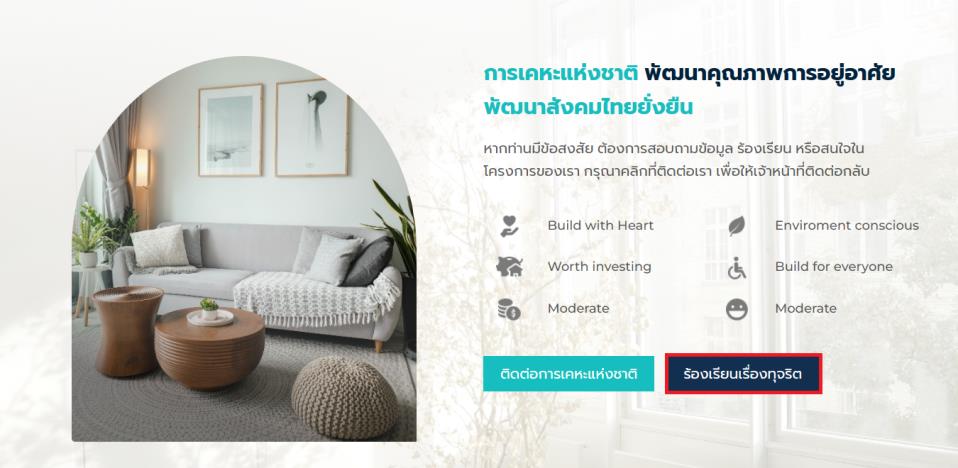 การเคหะแห่งชาติ พัฒนาคุณภาพการอยู่อาศัย
พัฒนาสังคมไทยยั่งยืน
หากท่านมีข้อสงสัย ต้องการสอบถามข้อมูล ร้องเรียน หรือสนใจใน
โครงการของเรา กรุณาคลิกที่ติดต่อเรา เพื่อให้เจ้าหน้าที่ติดต่อกลับ
Build with Heart
Enviroment conscious
Worth investing
Build for everyone
Moderate
Moderate
ติดต่อการเคหะแห่งชาติ
ร้องเรียนเรื่องทุจริต